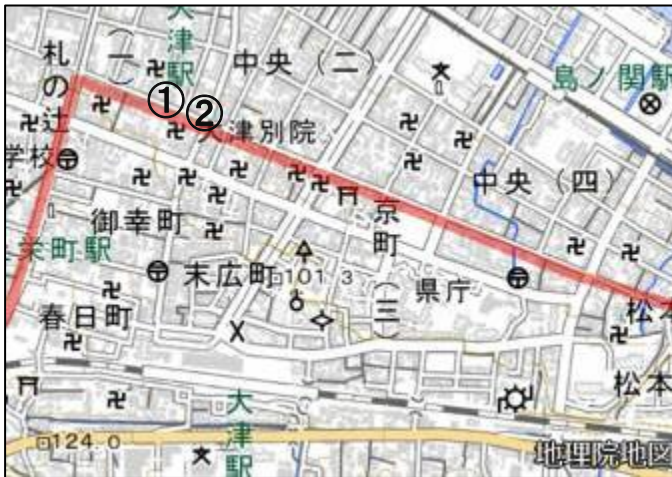 大津駅
札の辻
(一)
中央(二)
島ノ関駅
①②
大津別院
学校
中央(四)
御幸町
京町(三)
栄町駅
末広町
101.3
県庁
春日町
松本
松本
大津駅
124.0
地理院地図